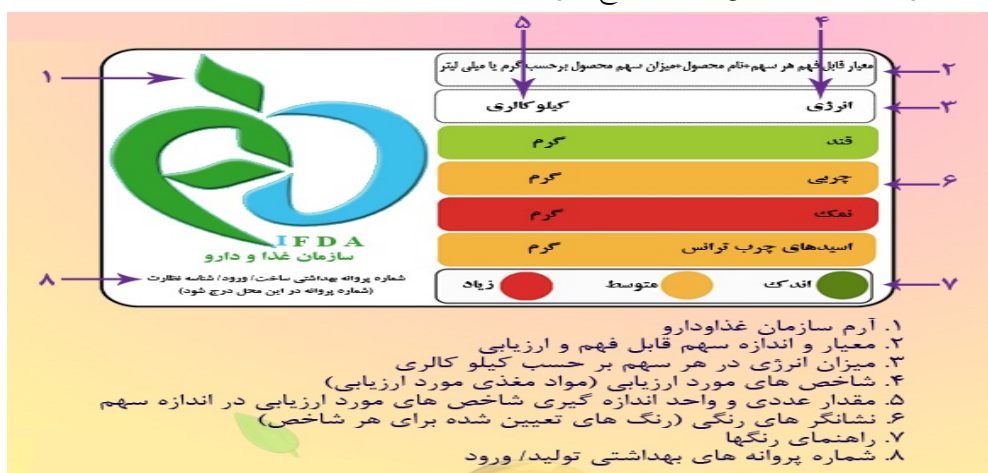 ۵ ۴
۱
معیار قابل فهم هر سهم+نام محصول+میزان سهم محصول برحسب گرم یا میلی لیتر
۲
انرژی کیلو کالری
۳
قند گرم
چربی گرم
۶
نمک گرم
اسیدهای چرب ترانس گرم
اندک متوسط زیاد
۷
IFDA
سازمان غذا و دارو
شماره پروانه بهداشتی ساخت/ ورود/ شناسه نظارت
(شماره پروانه در این محل درج شود)
۸
۱. آرم سازمان غذاودارو
۲. معیار و اندازه سهم قابل فهم و ارزیابی
۳. میزان انرژی در هر سهم بر حسب کیلو کالری
۴. شاخص های مورد ارزیابی (مواد مغذی مورد ارزیابی)
۵. مقدار عددی و واحد اندازه گیری شاخص های مورد ارزیابی در اندازه سهم
۶. نشانگر های رنگی (رنگ های تعیین شده برای هر شاخص)
۷. راهنمای رنگها
۸. شماره پروانه های بهداشتی تولید/ ورود